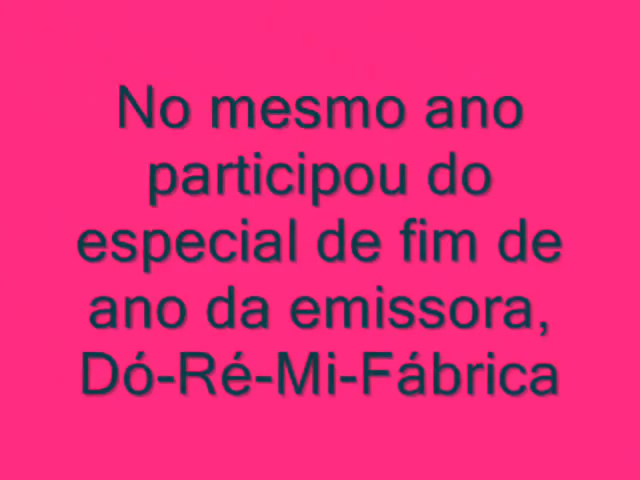 No mesmo ano
participou do
especial de fim de
ano da emissora,
Dó-Ré-Mi-Fábrica